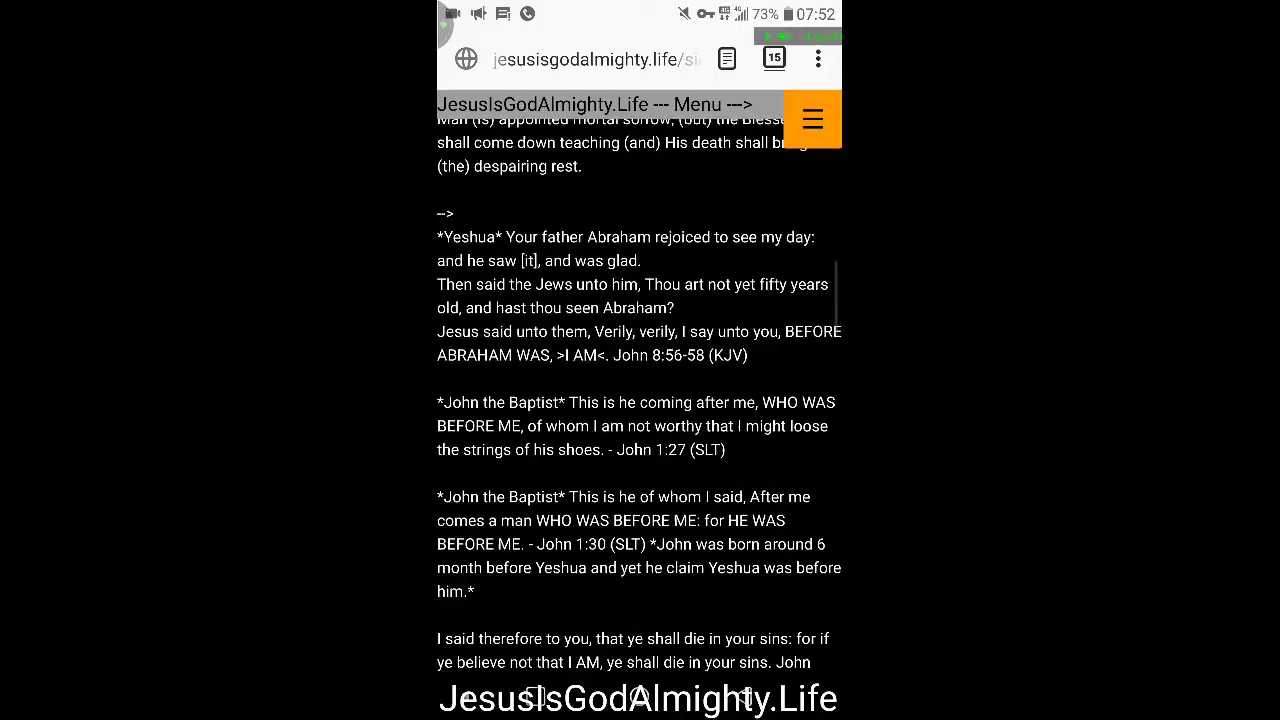 73% 07:52
jesusisgodalmighty.life/si
15
JesusIsGodAlmighty.Life --- Menu --->
Man (is) appointed mortal sorrow, (but) the
shall come down teaching (and) His death shall
(the) despairing rest.
-->
*Yeshua* Your father Abraham rejoiced to see my day:
and he saw [it], and was glad.
Then said the Jews unto him, Thou art not yet fifty years
old, and hast thou seen Abraham?
Jesus said unto them, Verily, verily, I say unto you, BEFORE
ABRAHAM WAS, >I AM<. John 8:56-58 (KJV)
*John the Baptist* This is he coming after me, WHO WAS
BEFORE ME, of whom I am not worthy that I might loose
the strings of his shoes. - John 1:27 (SLT)
*John the Baptist* This is he of whom I said, After me
comes a man WHO WAS BEFORE ME: for HE WAS
BEFORE ME. - John 1:30 (SLT) *John was born around 6
month before Yeshua and yet he claim Yeshua was before
him.*
I said therefore to you, that ye shall die in your sins: for if
ye believe not that I AM, ye shall die in your sins. John
JesusIsGodAlmighty.Life